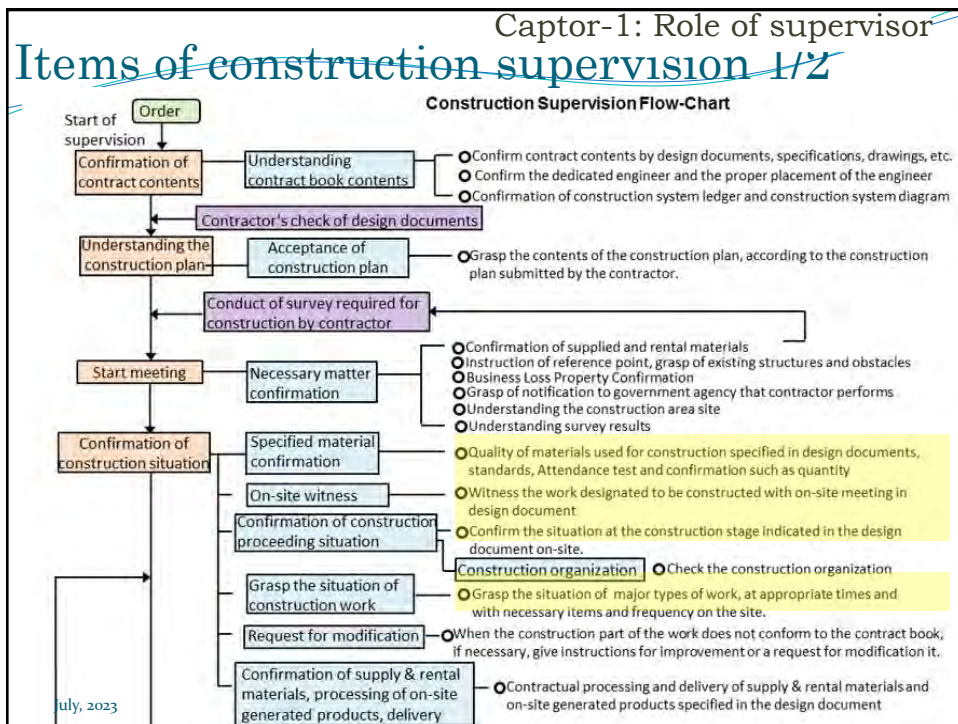 Captor-1: Role of supervisor
Items of construction supervision 1/2
Construction Supervision Flow-Chart
Order
Start of
supervision
Confirmation of
contract contents
Understanding
contract book contents
Confirm contract contents by design documents, specifications, drawings, etc.
Confirm the dedicated engineer and the proper placement of the engineer
Confirmation of construction system ledger and construction system diagram
Contractor's check of design documents
Understanding the
construction plan
Acceptance of
construction plan
Grasp the contents of the construction plan, according to the construction
plan submitted by the contractor.
Conduct of survey required for
construction by contractor
Start meeting
Necessary matter
confirmation
Confirmation of supplied and rental materials
Instruction of reference point, grasp of existing structures and obstacles
Business Loss Property Confirmation
Grasp of notification to government agency that contractor performs
Understanding the construction area site
Understanding survey results
Confirmation of
construction situation
Specified material
confirmation
Quality of materials used for construction specified in design documents,
standards, Attendance test and confirmation such as quantity
On-site witness
Witness the work designated to be constructed with on-site meeting in
design document
Confirmation of construction
proceeding situation
Confirm the situation at the construction stage indicated in the design
document on-site.
Construction organization
Check the construction organization
Grasp the situation of
construction work
Grasp the situation of major types of work, at appropriate times and
with necessary items and frequency on the site.
Request for modification
When the construction part of the work does not conform to the contract book,
if necessary, give instructions for improvement or a request for modification it.
Confirmation of supply & rental
materials, processing of on-site
generated products, delivery
Contractual processing and delivery of supply & rental materials and
on-site generated products specified in the design document
July, 2023